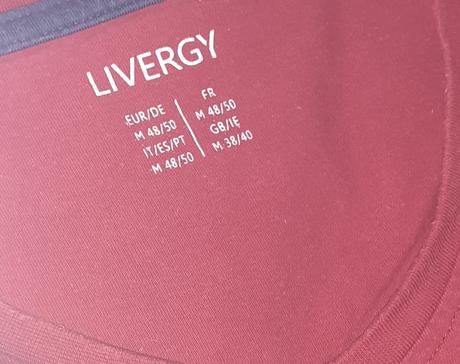 LIVERGY
EUR/DE
M 48/50
IT/ES/PT
M 48/50
FR
M 48/50
GB/IE
M 38/40